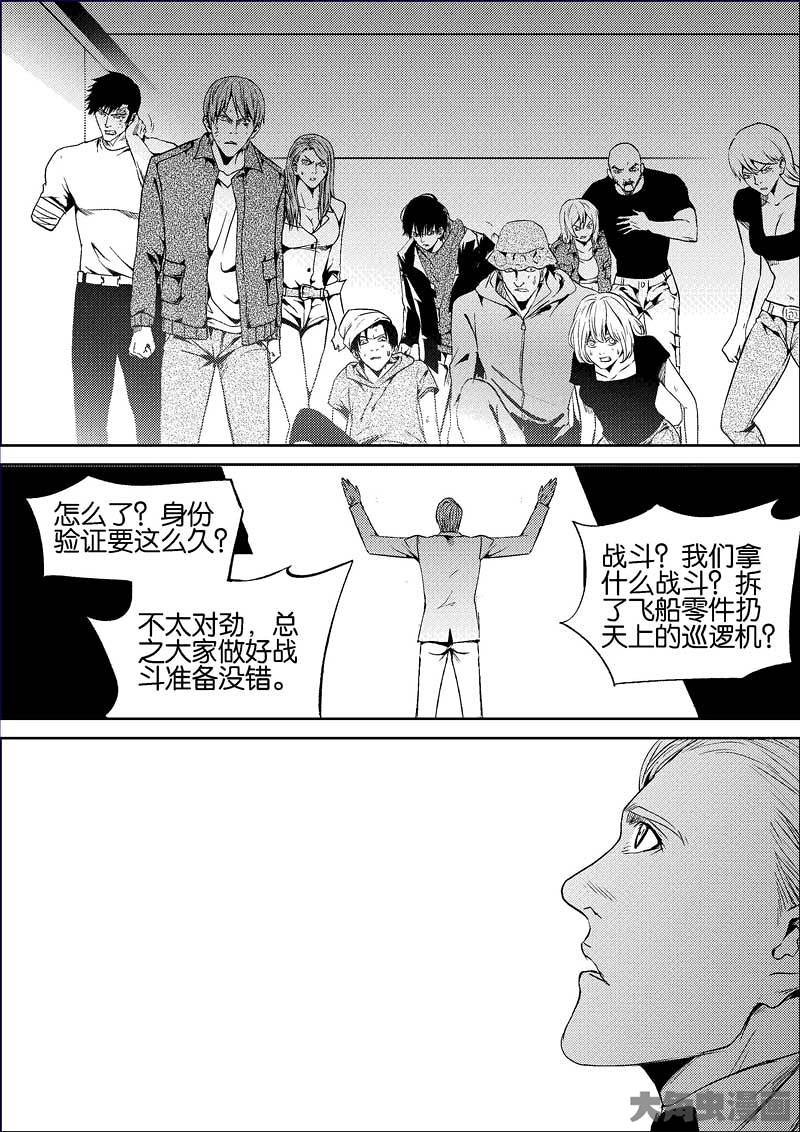 怎么了？身份
验证要这么久？
不太对劲，总
之大家做好战
斗准备没错。
战斗？我们拿
什么战斗？拆
了飞船零件扔
天上的巡逻机？
大角虫漫画